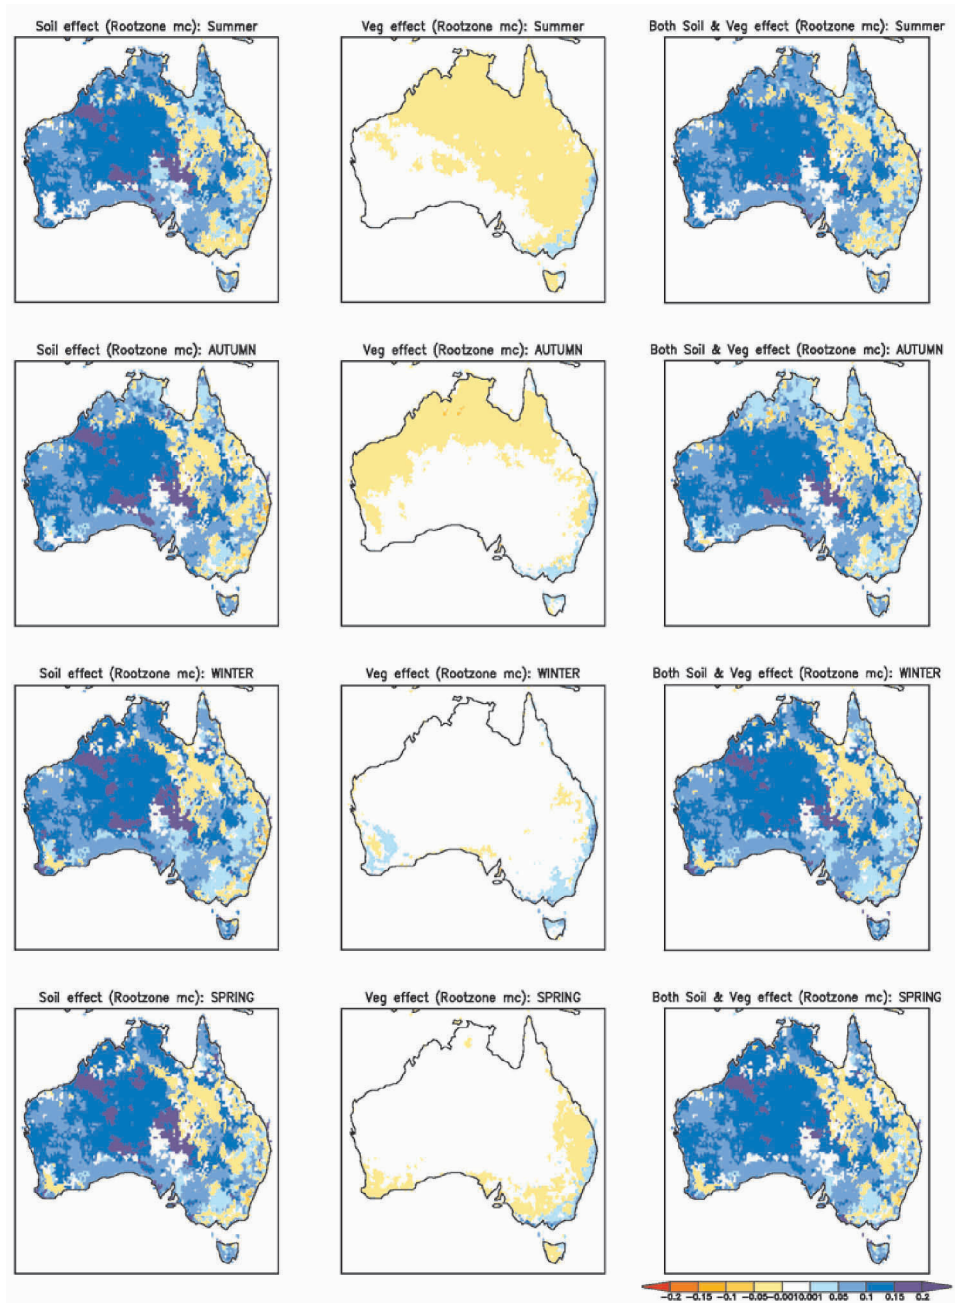 Soil effect (Rootzone mc): Summer
Veg effect (Rootzone mc): Summer
Both Soil & Veg effect (Rootzone mc): Summer
Soil effect (Rootzone mc): AUTUMN
Veg effect (Rootzone mc): AUTUMN
Both Soil & Veg effect (Rootzone mc): AUTUMN
Soil effect (Rootzone mc): WINTER
Veg effect (Rootzone mc): WINTER
Both Soil & Veg effect (Rootzone mc): WINTER
Soil effect (Rootzone mc): SPRING
Veg effect (Rootzone mc): SPRING
Both Soil & Veg effect (Rootzone mc): SPRING
-0.2 -0.15 -0.1 -0.05-0.0010.001 0.05 0.1 0.15 0.2